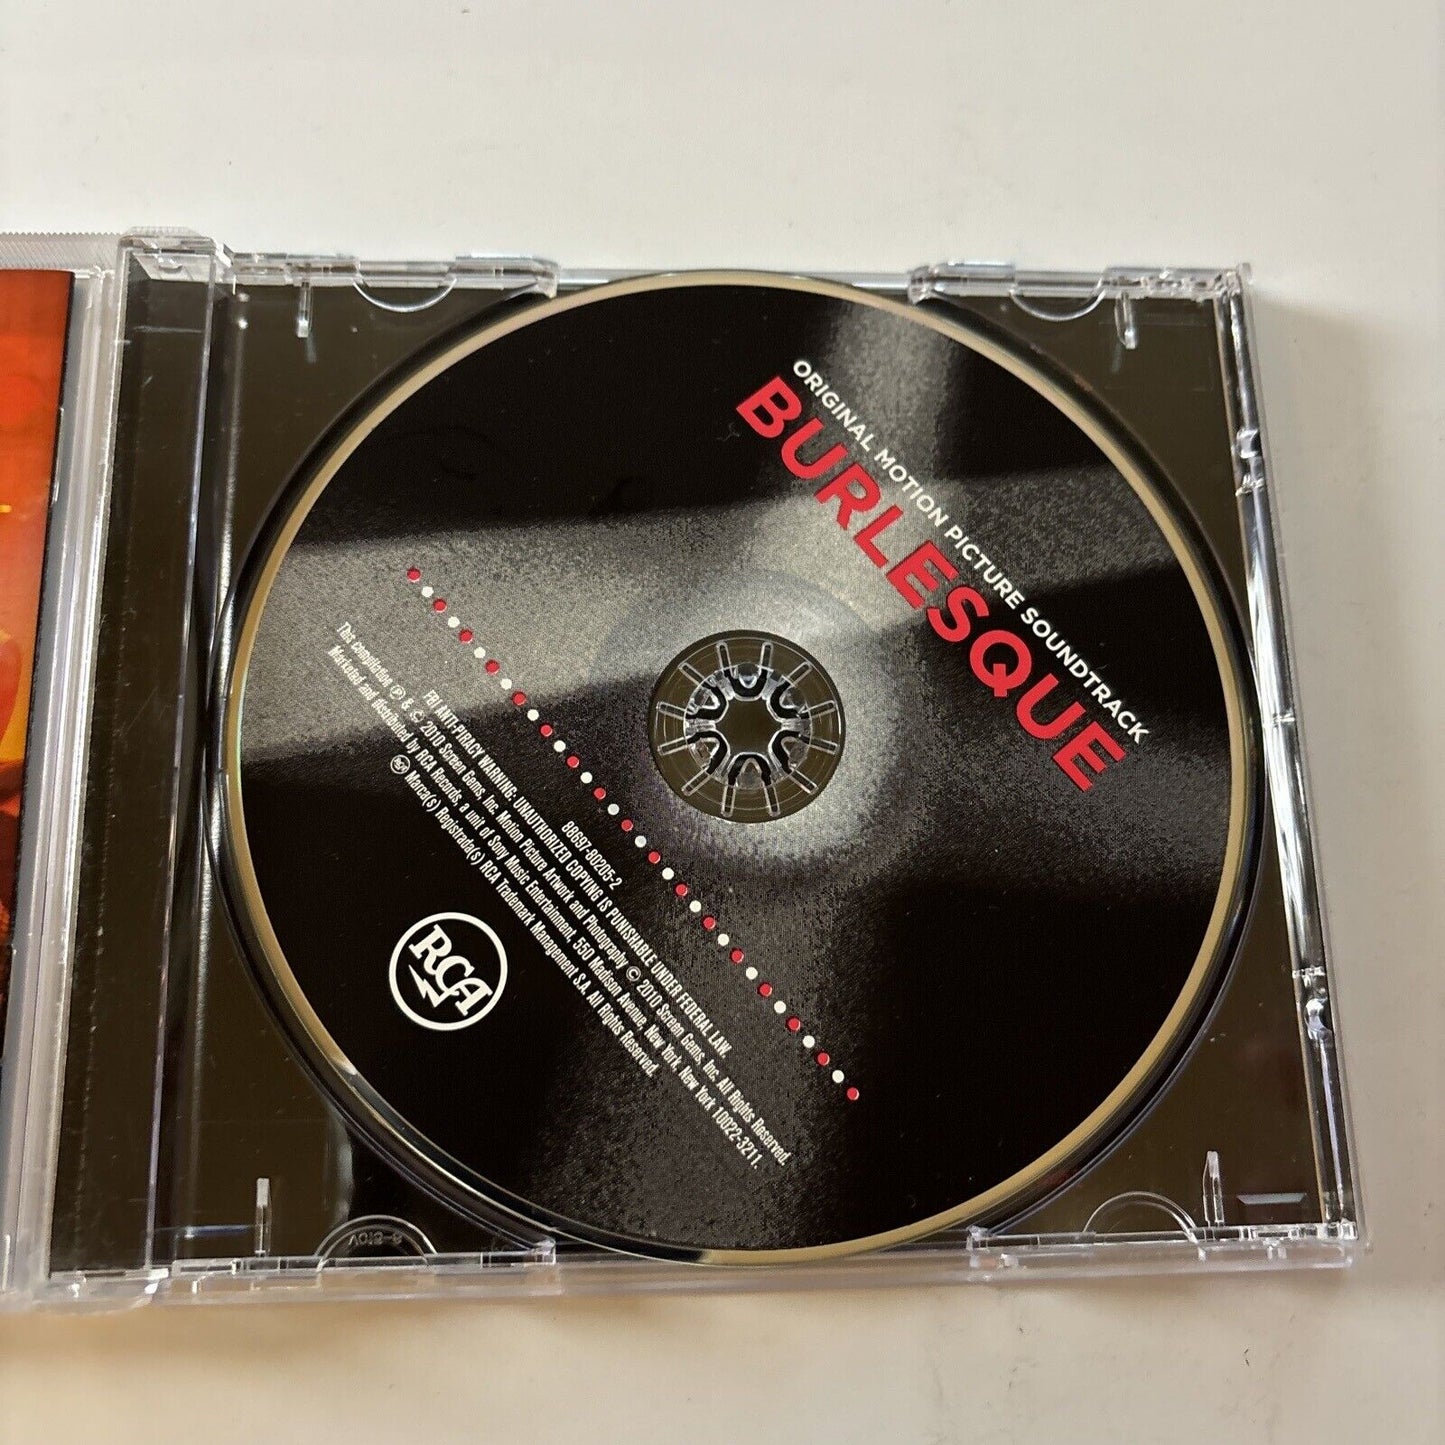 ORIGINAL MOTION PICTURE SOUNDTRACK
BURLESQUE
88697-80205-2
FBI ANTI-PIRACY WARNING: UNAUTHORIZED COPYING IS PUNISHABLE UNDER FEDERAL LAW.
This compilation ℗ & © 2010 Screen Gems, Inc. Motion Picture Artwork and Photography © 2010 Screen Gems, Inc. All Rights Reserved.
Marketed and distributed by RCA Records, a unit of Sony Music Entertainment, 550 Madison Avenue, New York, New York 10022-3211.
Marca(s) Registrada(s) RCA Trademark Management S.A. All Rights Reserved.
RCA